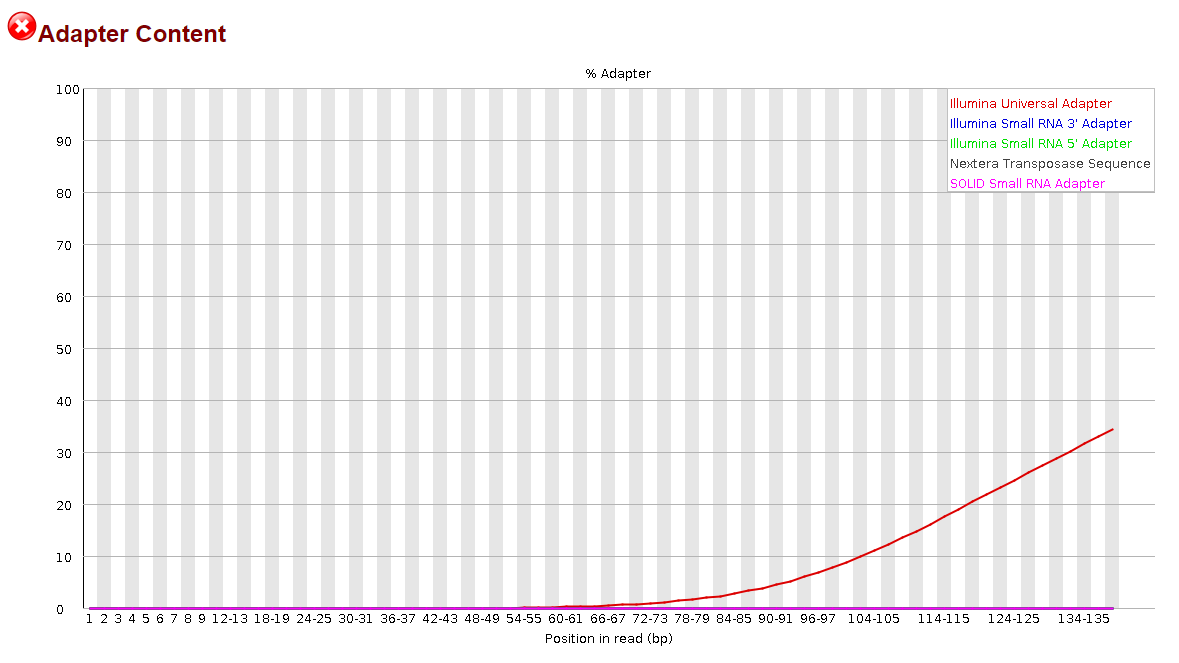 Adapter Content
% Adapter
100
90
80
70
60
50
40
30
20
10
0
Illumina Universal Adapter
Illumina Small RNA 3' Adapter
Illumina Small RNA 5' Adapter
Nextera Transposase Sequence
SOLID Small RNA Adapter
1 2 3 4 5 6 7 8 9 12-13 18-19 24-25 30-31 36-37 42-43 48-49 54-55 60-61 66-67 72-73 78-79 84-85 90-91 96-97 104-105 114-115 124-125 134-135
Position in read (bp)